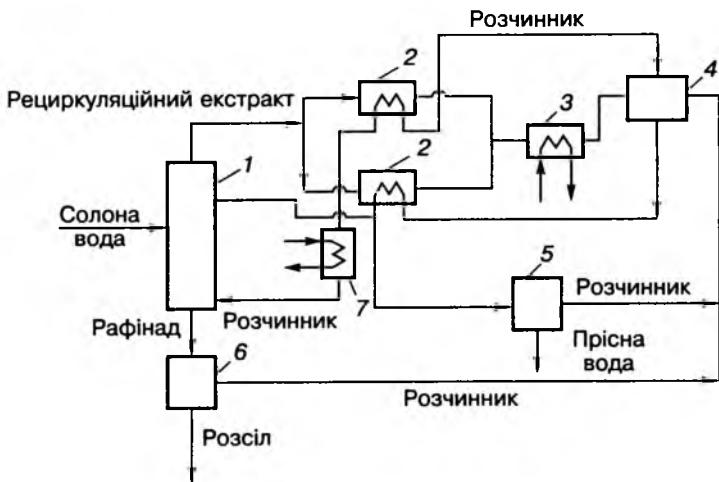 Розчинник
2
4
Рециркуляційний екстракт
3
1
2
Солона
вода
5
Розчинник
Рафінад
Розчинник
7
Прісна
вода
6
Розчинник
Розсіл